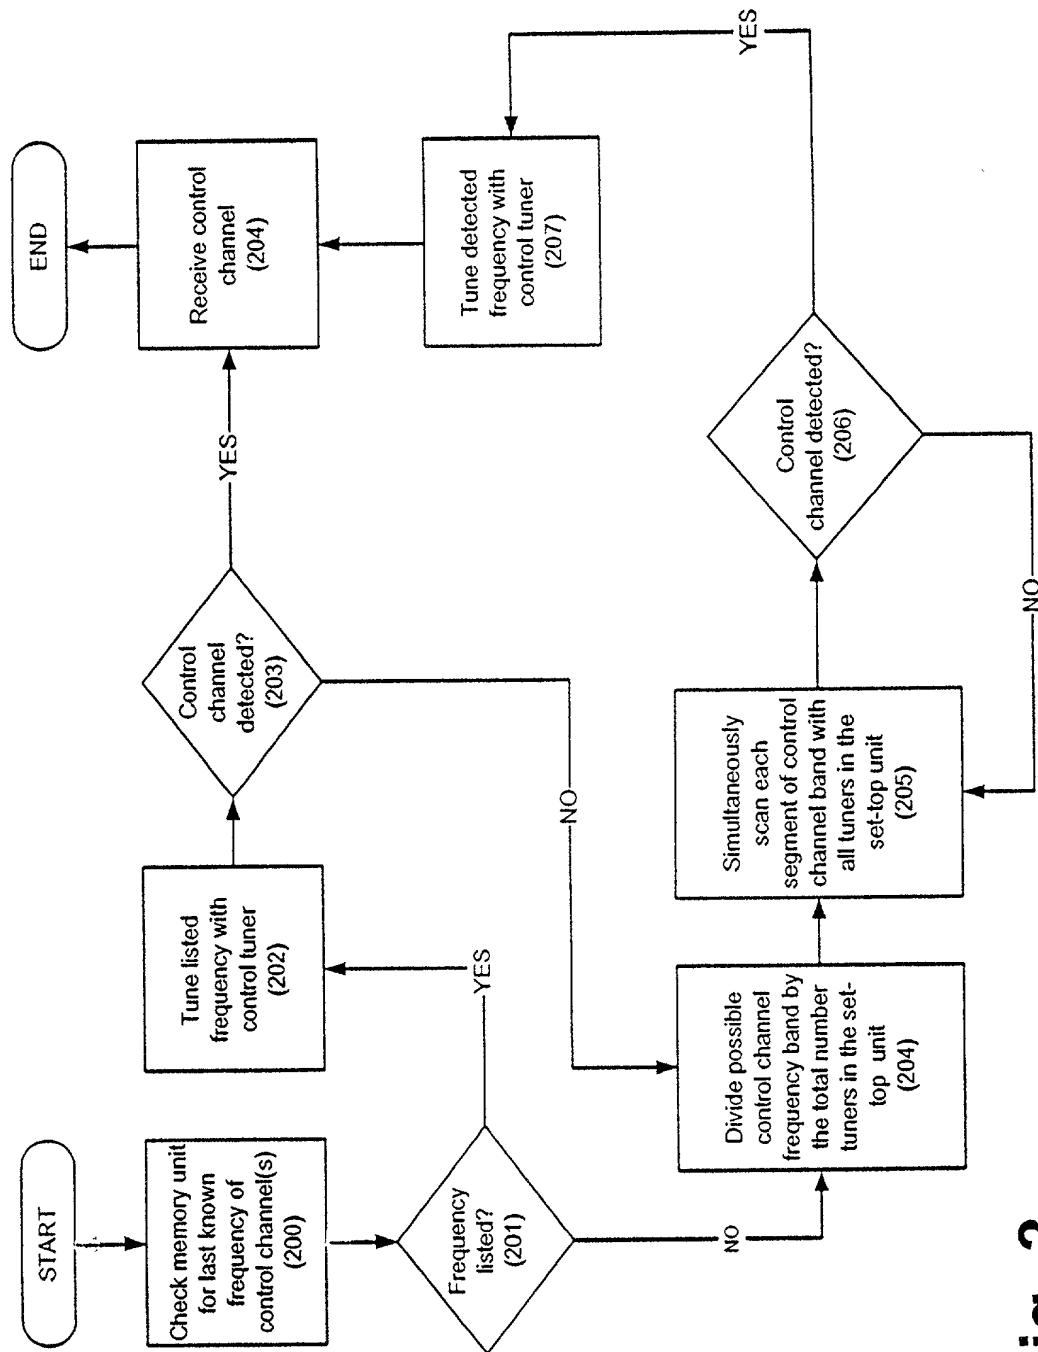 START
Check memory unit
for last known
frequency of
control channel(s)
(200)
Frequency
listed?
(201)
YES
NO
Tune listed
frequency with
control tuner
(202)
Control
channel
detected?
(203)
YES
NO
Receive control
channel
(204)
END
Divide possible
control channel
frequency band by
the total number
tuners in the set-
top unit
(204)
Simultaneously
scan each
segment of control
channel band with
all tuners in the
set-top unit
(205)
Control
channel detected?
(206)
NO
YES
Tune detected
frequency with
control tuner
(207)